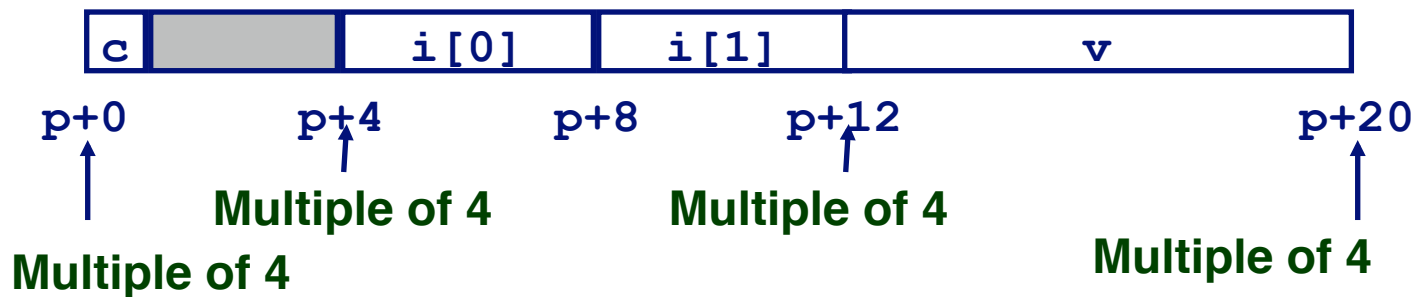 c i[0] i[1] v
p+0 p+4 p+8 p+12 p+20
Multiple of 4 Multiple of 4
Multiple of 4 Multiple of 4